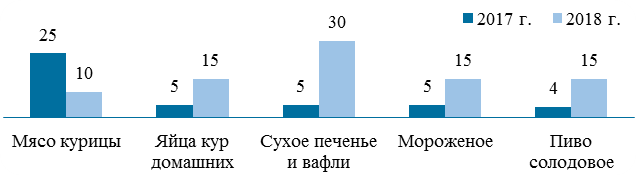 2017 г. 2018 г.
25 10 5 15 5 30 5 15 4 15
Мясо курицы Яйца кур Сухое печенье Мороженое Пиво
домашних и вафли солодовое